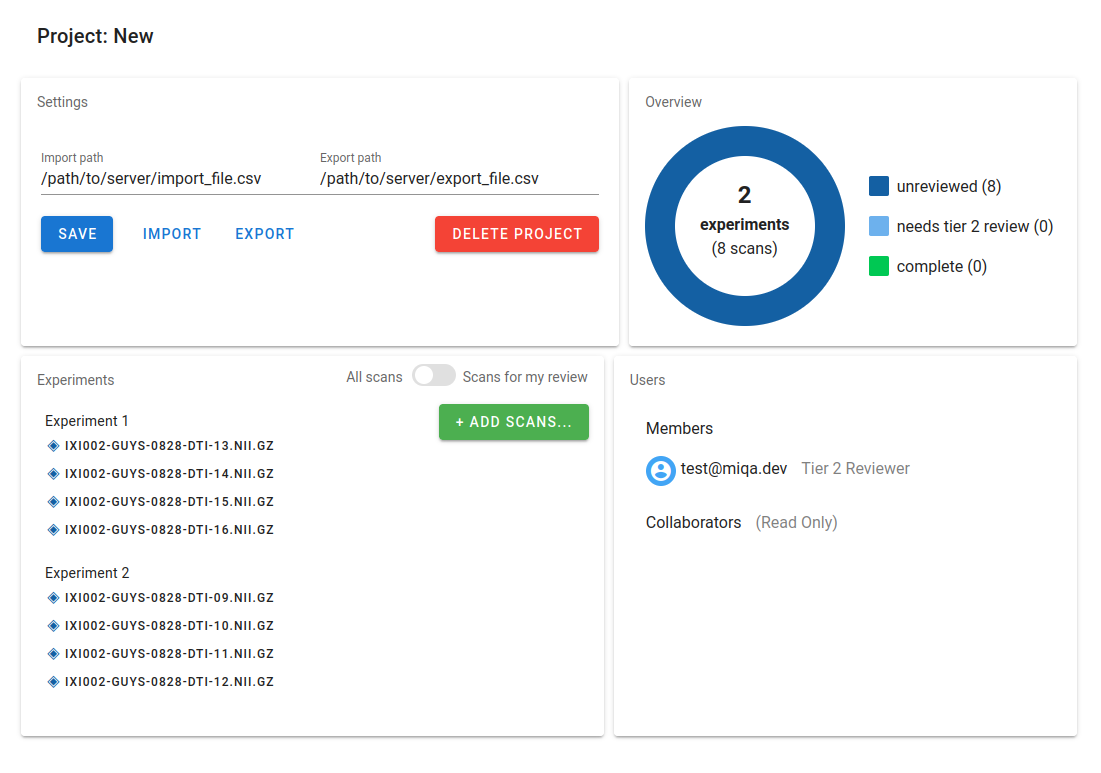 Project: New
Settings
Import path
/path/to/server/import_file.csv
Export path
/path/to/server/export_file.csv
SAVE
IMPORT
EXPORT
DELETE PROJECT
Overview
2
experiments
(8 scans)
unreviewed (8)
needs tier 2 review (0)
complete (0)
Experiments
All scans
Scans for my review
+ ADD SCANS...
Experiment 1
IXI002-GUYS-0828-DTI-13.NII.GZ
IXI002-GUYS-0828-DTI-14.NII.GZ
IXI002-GUYS-0828-DTI-15.NII.GZ
IXI002-GUYS-0828-DTI-16.NII.GZ
Experiment 2
IXI002-GUYS-0828-DTI-09.NII.GZ
IXI002-GUYS-0828-DTI-10.NII.GZ
IXI002-GUYS-0828-DTI-11.NII.GZ
IXI002-GUYS-0828-DTI-12.NII.GZ
Users
Members
test@miqa.dev Tier 2 Reviewer
Collaborators (Read Only)